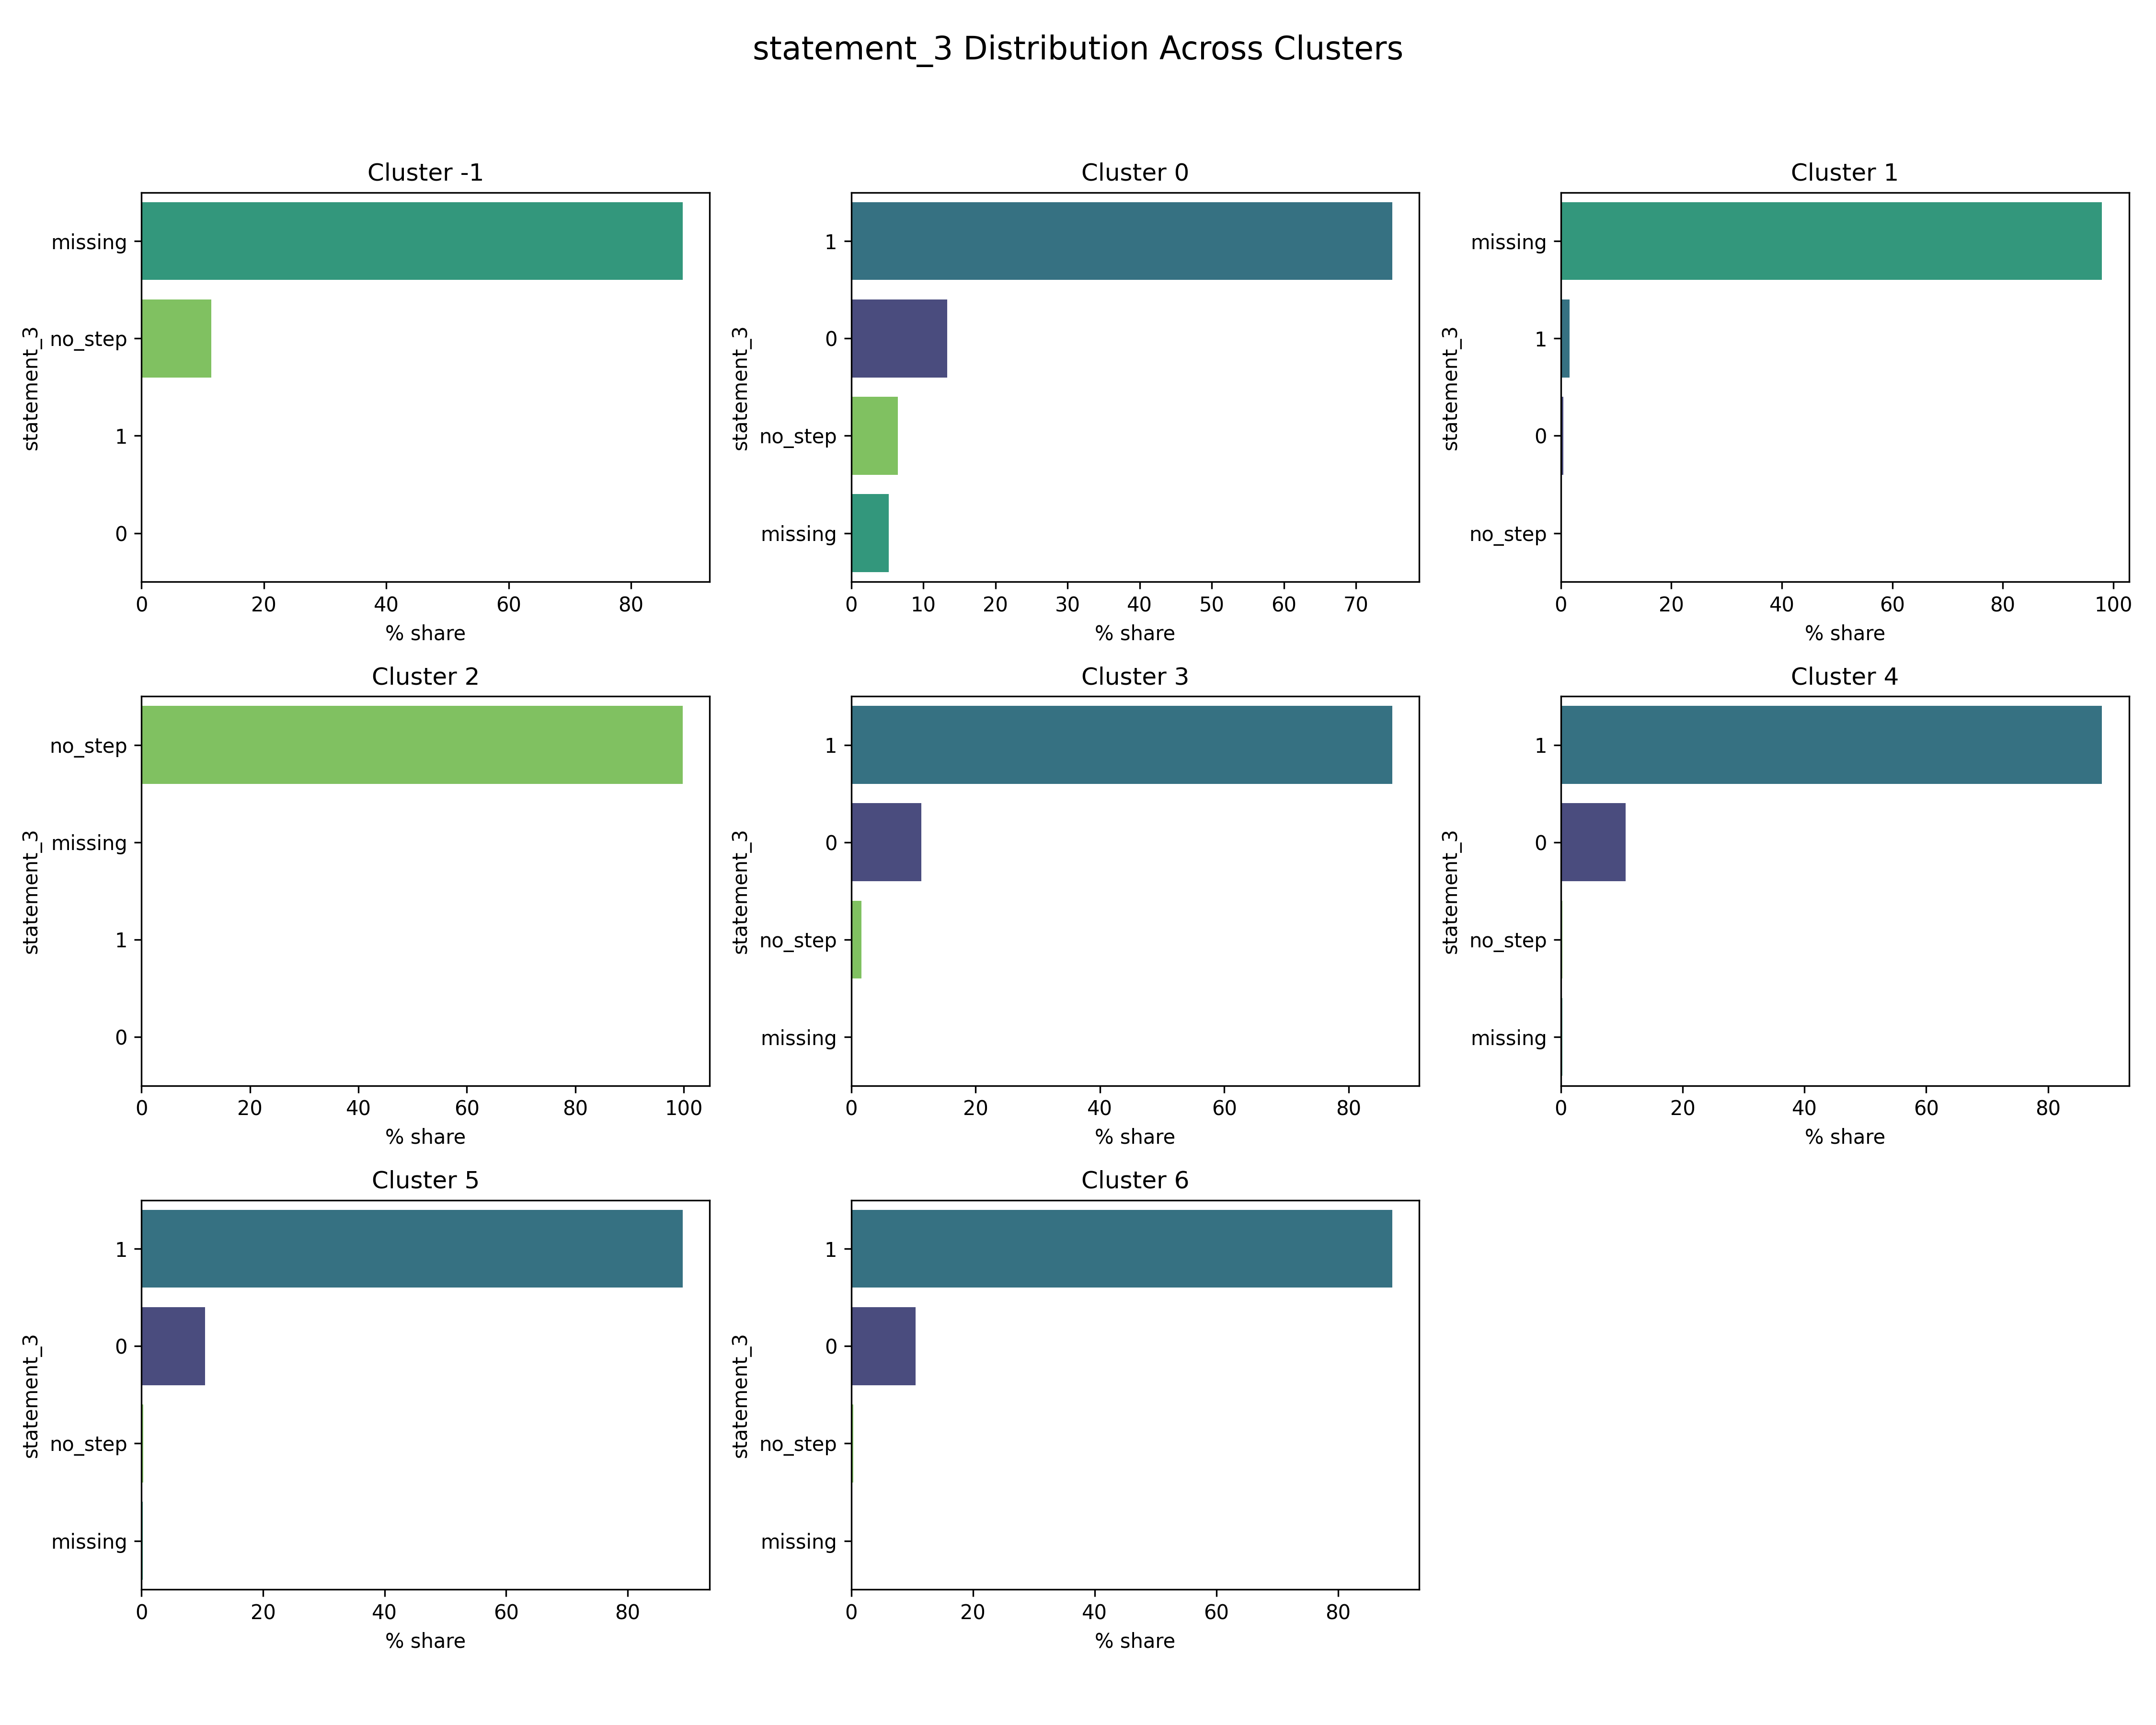 statement_3 Distribution Across Clusters
Cluster -1
statement_3
missing
no_step
1
0
0 20 40 60 80
% share
Cluster 0
statement_3
1
0
no_step
missing
0 10 20 30 40 50 60 70
% share
Cluster 1
statement_3
missing
1
0
no_step
0 20 40 60 80 100
% share
Cluster 2
statement_3
no_step
missing
1
0
0 20 40 60 80 100
% share
Cluster 3
statement_3
1
0
no_step
missing
0 20 40 60 80
% share
Cluster 4
statement_3
1
0
no_step
missing
0 20 40 60 80
% share
Cluster 5
statement_3
1
0
no_step
missing
0 20 40 60 80
% share
Cluster 6
statement_3
1
0
no_step
missing
0 20 40 60 80
% share